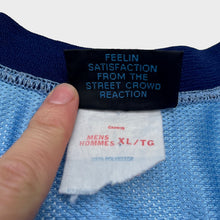 FEELIN
SATISFACTION
FROM THE
STREET CROWD
REACTION
MENS
HOMMES XL/TG